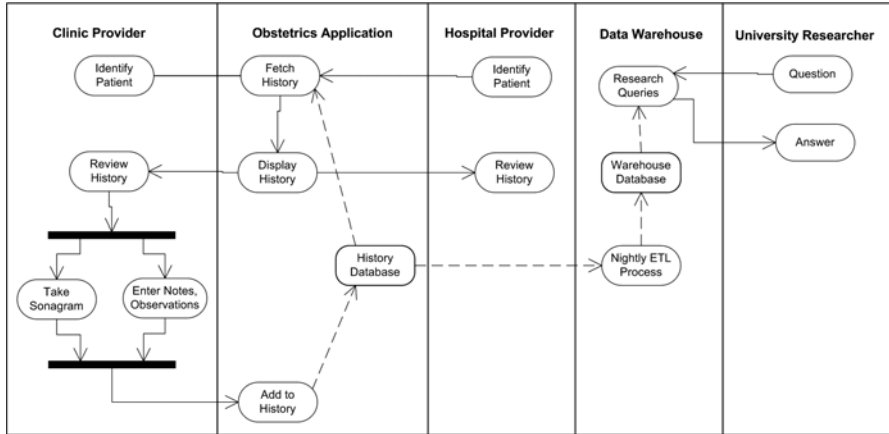 Clinic Provider
Obstetrics Application
Hospital Provider
Data Warehouse
University Researcher
Identify
Patient
Fetch
History
Identify
Patient
Research
Queries
Question
Answer
Review
History
Display
History
Review
History
Warehouse
Database
History
Database
Nightly ETL
Process
Take
Sonagram
Enter Notes,
Observations
Add to
History